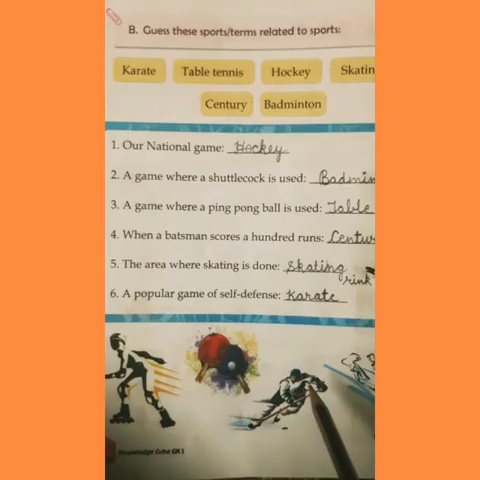 B. Guess these sports/terms related to sports:
Karate Table tennis Hockey Skatin
Century Badminton
1. Our National game: Hockey
2. A game where a shuttlecock is used: Badmin
3. A game where a ping pong ball is used: Table
4. When a batsman scores a hundred runs: Centur
5. The area where skating is done: Skating
rink
6. A popular game of self-defense: Karate
Knowledge Cube GK 1